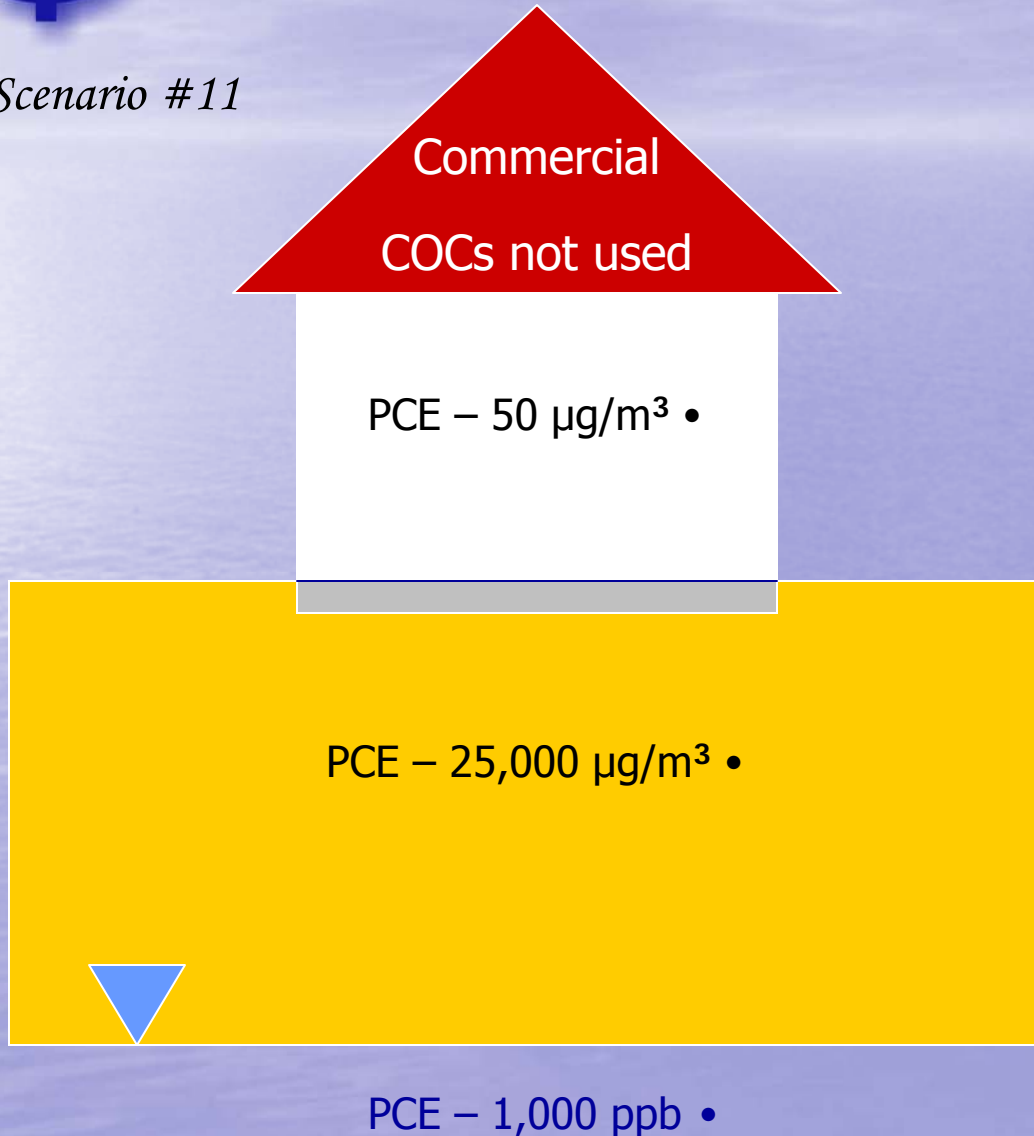 Scenario #11
Commercial
COCs not used
PCE – 50 µg/m³ •
PCE – 25,000 µg/m³ •
PCE – 1,000 ppb •